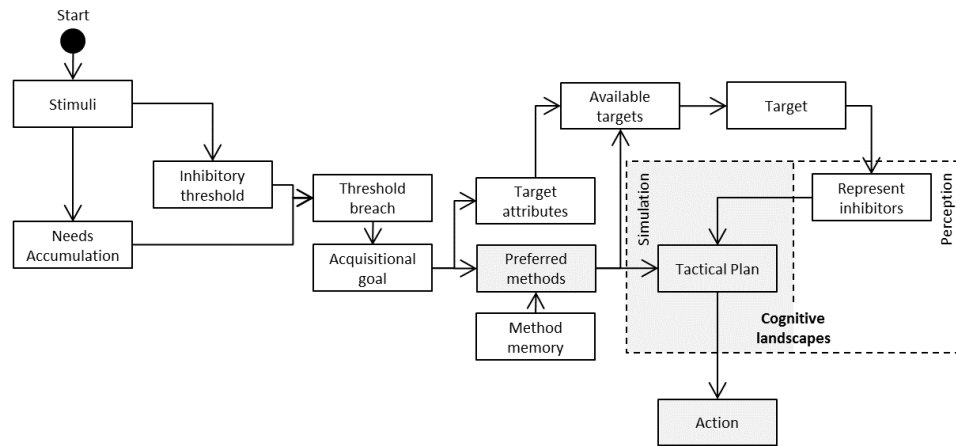 Start
Stimuli
Inhibitory
threshold
Needs
Accumulation
Threshold
breach
Acquisitional
goal
Target
attributes
Preferred
methods
Method
memory
Available
targets
Target
Represent
inhibitors
Simulation
Perception
Tactical Plan
Cognitive
landscapes
Action